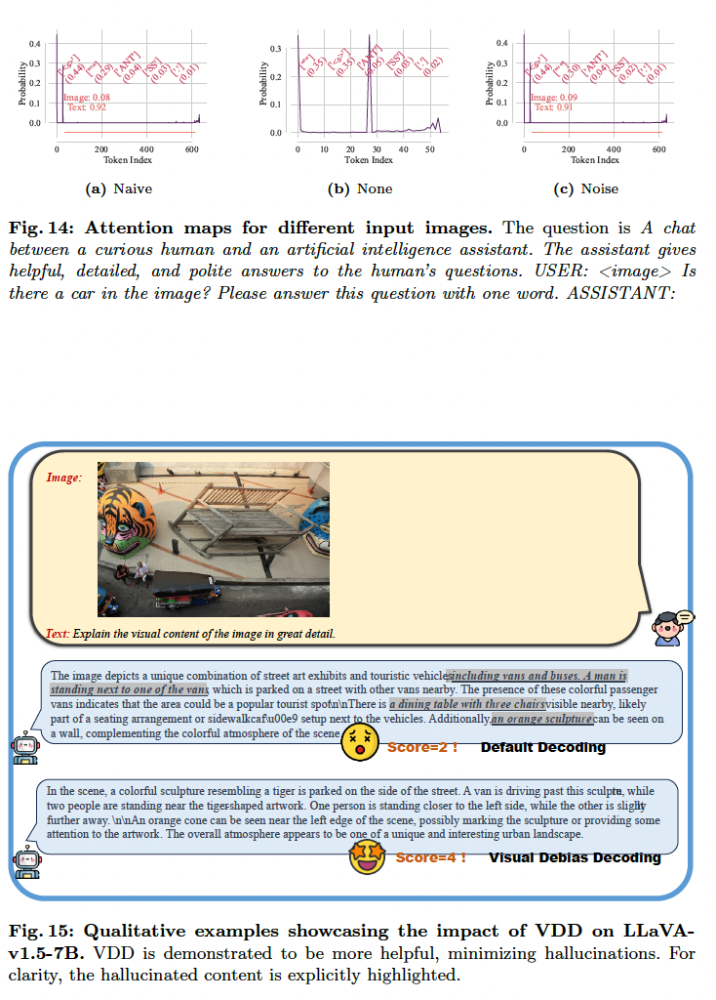 0.4
0.3
0.2
0.1
0.0
Probability
['<s>']
(0.44)
['""']
(0.29)
['ANT']
(0.04)
['SS']
(0.03)
[':']
(0.01)
Image: 0.08
Text: 0.92
0 200 400 600
Token Index
(a) Naive
0.3
0.2
0.1
0.0
Probability
['""']
(0.35)
['<s>']
(0.35)
['ANT']
(0.05)
['SS']
(0.03)
[':']
(0.02)
0 10 20 30 40 50
Token Index
(b) None
0.4
0.3
0.2
0.1
0.0
Probability
['<s>']
(0.44)
['""']
(0.30)
['ANT']
(0.04)
['SS']
(0.02)
[':']
(0.01)
Image: 0.09
Text: 0.91
0 200 400 600
Token Index
(c) Noise
Fig. 14: Attention maps for different input images. The question is A chat
between a curious human and an artificial intelligence assistant. The assistant gives
helpful, detailed, and polite answers to the human's questions. USER: <image> Is
there a car in the image? Please answer this question with one word. ASSISTANT:
Image:
Text: Explain the visual content of the image in great detail.
The image depicts a unique combination of street art exhibits and touristic vehicles including vans and buses. A man is
standing next to one of the vans which is parked on a street with other vans nearby. The presence of these colorful passenger
vans indicates that the area could be a popular tourist spotfu\nThere is a dining table with three chairs visible nearby, likely
part of a seating arrangement or sidewalkcaf\u00e9 setup next to the vehicles. Additionally, an orange sculpture can be seen on
a wall, complementing the colorful atmosphere of the scene.
Score=2 ! Default Decoding
In the scene, a colorful sculpture resembling a tiger is parked on the side of the street. A van is driving past this sculpture, while
two people are standing near the tiger-shaped artwork. One person is standing closer to the left side, while the other is slightly
further away. \n\nAn orange cone can be seen near the left edge of the scene, possibly marking the sculpture or providing some
attention to the artwork. The overall atmosphere appears to be one of a unique and interesting urban landscape.
Score=4 ! Visual Debias Decoding
Fig. 15: Qualitative examples showcasing the impact of VDD on LLaVA-
v1.5-7B. VDD is demonstrated to be more helpful, minimizing hallucinations. For
clarity, the hallucinated content is explicitly highlighted.